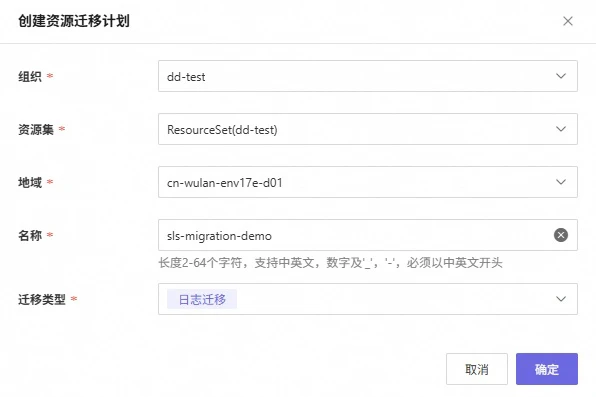 创建资源迁移计划
组织 *
dd-test
资源集 *
ResourceSet(dd-test)
地域 *
cn-wulan-env17e-d01
名称 *
sls-migration-demo
长度2-64个字符，支持中英文，数字及'_'，'-'，必须以中英文开头
迁移类型 *
日志迁移
取消
确定